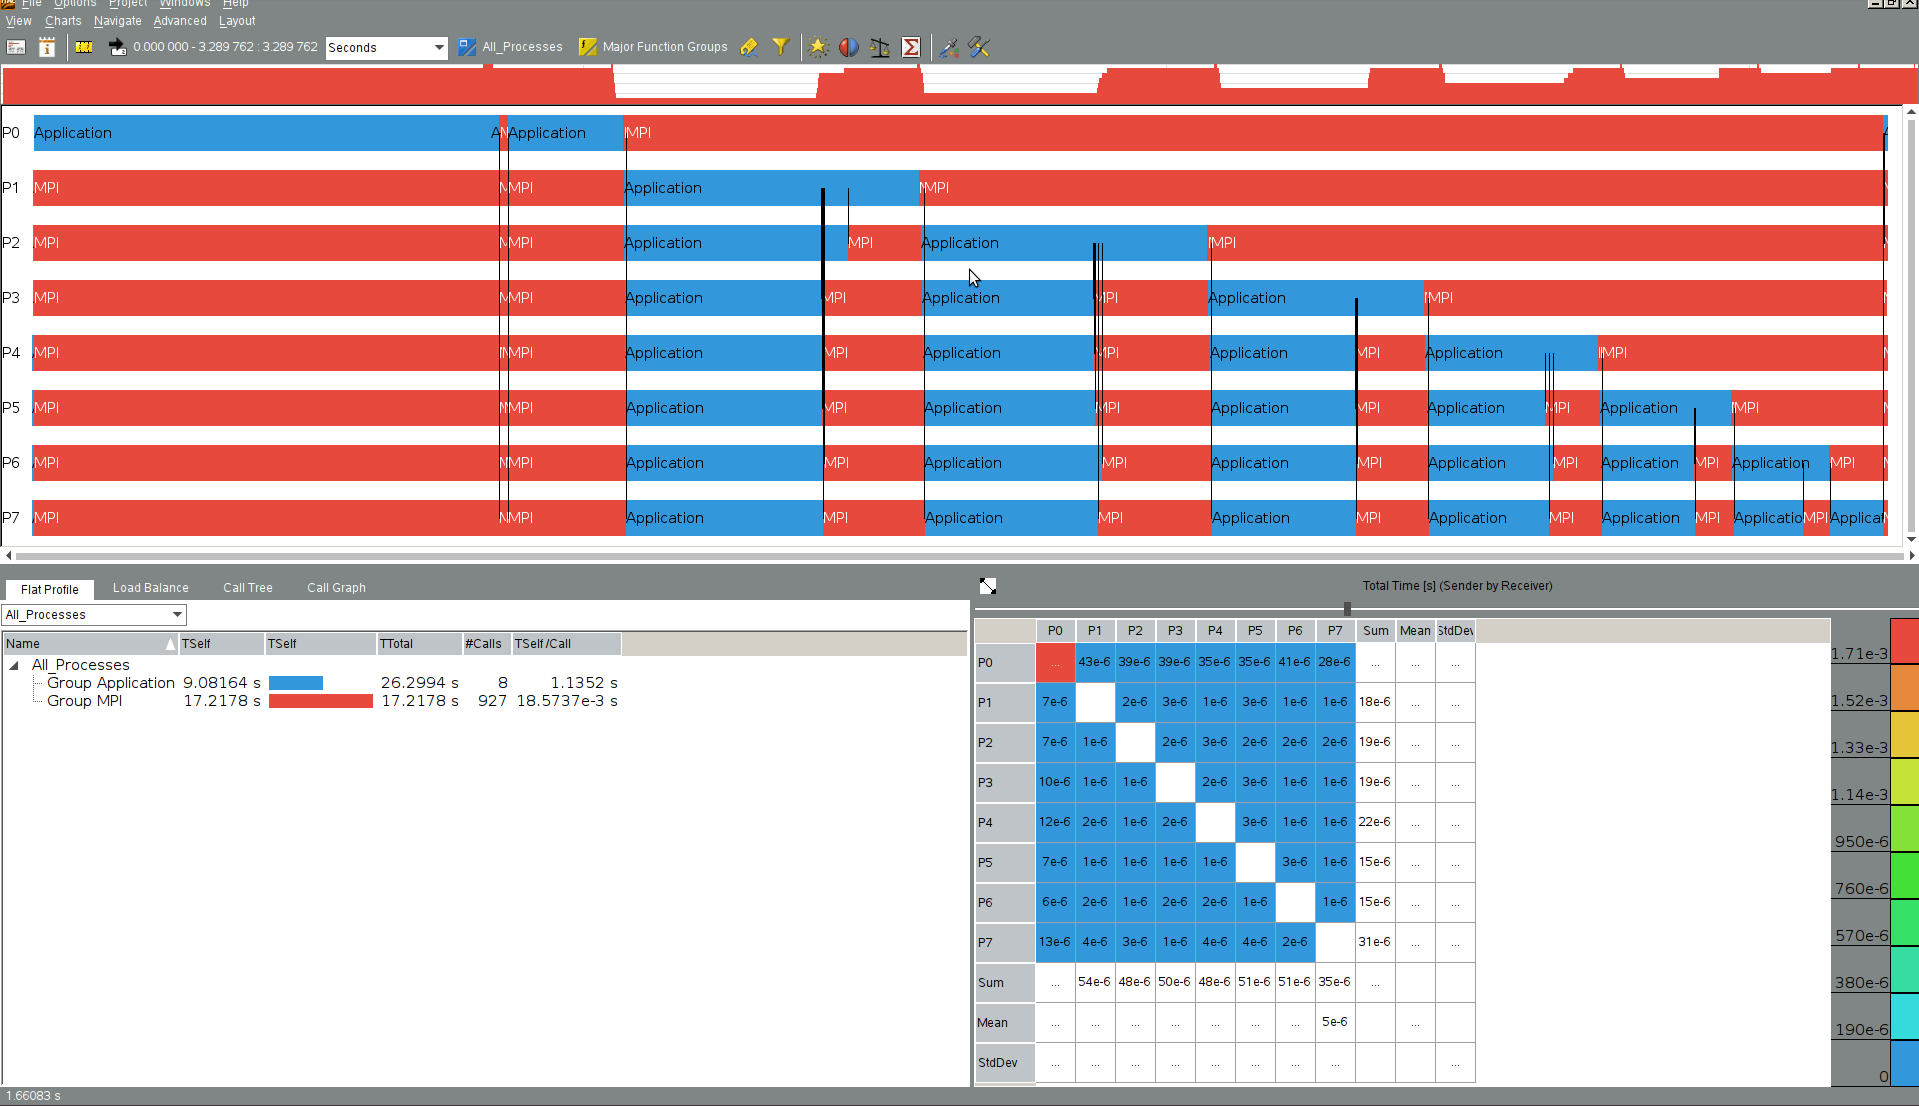 File Options Project Windows Help
View Charts Navigate Advanced Layout
0.000 000 - 3.289 762 : 3.289 762 Seconds All_Processes Major Function Groups
P0 Application A Application MPI
P1 MPI MPI Application MPI
P2 MPI MPI Application MPI Application MPI
P3 MPI MPI Application MPI Application MPI Application MPI
P4 MPI MPI Application MPI Application MPI Application MPI Application MPI
P5 MPI MPI Application MPI Application MPI Application MPI Application MPI Application MPI
P6 MPI MPI Application MPI Application MPI Application MPI Application MPI Application MPI Application MPI
P7 MPI MPI Application MPI Application MPI Application MPI Application MPI Application MPI Applicatio MPI Applicat
Flat Profile Load Balance Call Tree Call Graph
All_Processes
Name TSelf TSelf TTotal #Calls TSelf/Call
All_Processes
Group Application 9.08164 s 26.2994 s 8 1.1352 s
Group MPI 17.2178 s 17.2178 s 927 18.5737e-3 s
Total Time [s] (Sender by Receiver)
P0 P1 P2 P3 P4 P5 P6 P7 Sum Mean StdDev
P0 ... 43e-6 39e-6 39e-6 35e-6 35e-6 41e-6 28e-6 ... ... ...
P1 7e-6 2e-6 3e-6 1e-6 3e-6 1e-6 1e-6 18e-6 ... ...
P2 7e-6 1e-6 2e-6 3e-6 2e-6 2e-6 2e-6 19e-6 ... ...
P3 10e-6 1e-6 1e-6 2e-6 3e-6 1e-6 1e-6 19e-6 ... ...
P4 12e-6 2e-6 1e-6 2e-6 3e-6 1e-6 1e-6 22e-6 ... ...
P5 7e-6 1e-6 1e-6 1e-6 1e-6 3e-6 1e-6 15e-6 ... ...
P6 6e-6 2e-6 1e-6 2e-6 2e-6 1e-6 1e-6 15e-6 ... ...
P7 13e-6 4e-6 3e-6 1e-6 4e-6 4e-6 2e-6 31e-6 ... ...
Sum ... 54e-6 48e-6 50e-6 48e-6 51e-6 51e-6 35e-6 ...
Mean ... ... ... ... ... ... ... 5e-6 ...
StdDev ... ... ... ... ... ... ... ... ...
1.71e-3
1.52e-3
1.33e-3
1.14e-3
950e-6
760e-6
570e-6
380e-6
190e-6
0
1.66083 s